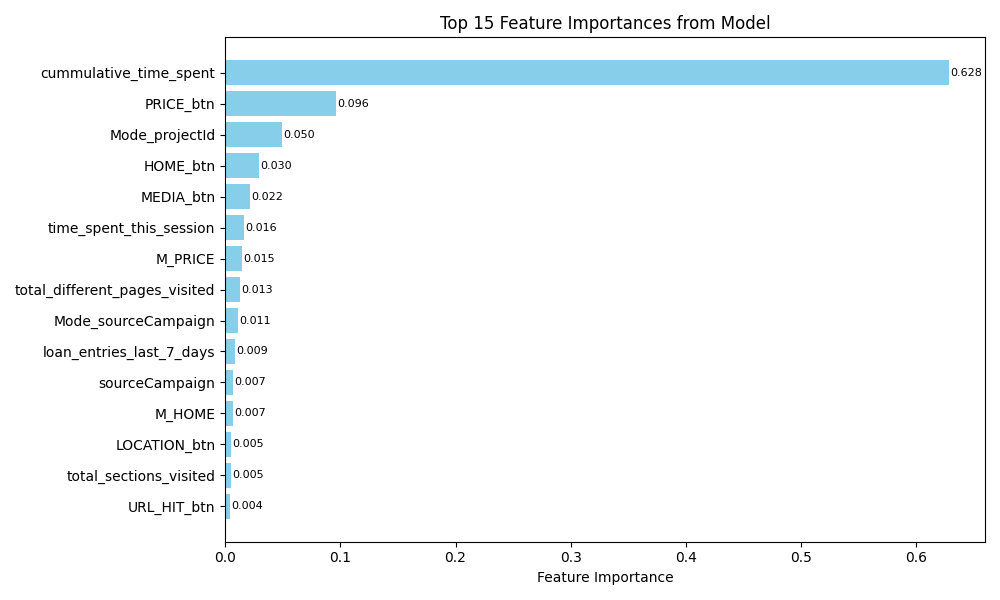 Top 15 Feature Importances from Model
cummulative_time_spent 0.628
PRICE_btn 0.096
Mode_projectId 0.050
HOME_btn 0.030
MEDIA_btn 0.022
time_spent_this_session 0.016
M_PRICE 0.015
total_different_pages_visited 0.013
Mode_sourceCampaign 0.011
loan_entries_last_7_days 0.009
sourceCampaign 0.007
M_HOME 0.007
LOCATION_btn 0.005
total_sections_visited 0.005
URL_HIT_btn 0.004
0.0 0.1 0.2 0.3 0.4 0.5 0.6
Feature Importance